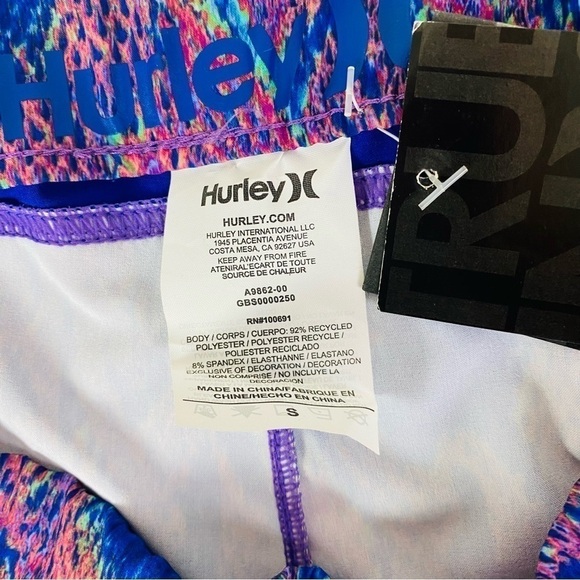 Hurley
Hurley
HURLEY.COM
HURLEY INTERNATIONAL LLC
1945 PLACENTIA AVENUE
COSTA MESA, CA 92627 USA
KEEP AWAY FROM FIRE
ATENIRAL'ECART DE TOUTE
SOURCE DE CHALEUR
A9862-00
GBS0000250
RN#100691
BODY / CORPS / CUERPO: 92% RECYCLED
POLYESTER / POLYESTER RECYCLE /
POLIESTER RECICLADO
8% SPANDEX / ELASTHANNE / ELASTANO
EXCLUSIVE OF DECORATION / DECORATION
NON COMPRISE / NO INCLUYE LA
DECORACIÓN
MADE IN CHINA/FABRIQUE EN
CHINE/HECHO EN CHINA
S